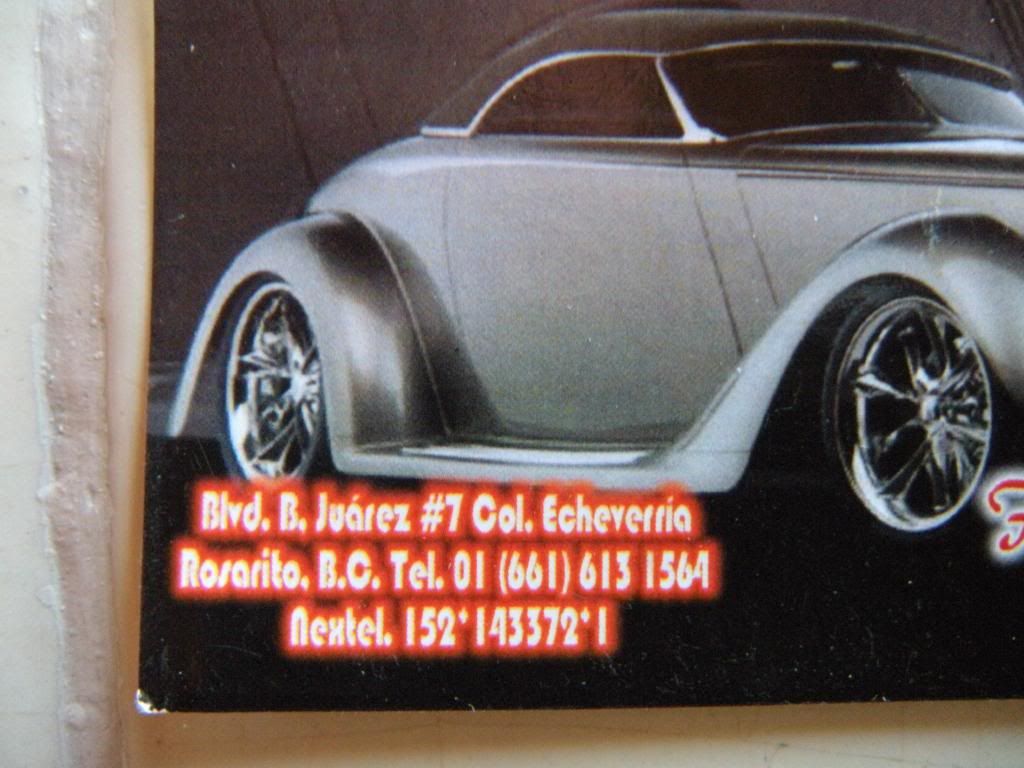 Blvd. B. Juárez #7 Col. Echeverría
Rosarito, B.C. Tel. 01 (661) 613 1564
Nextel. 152*143372*1